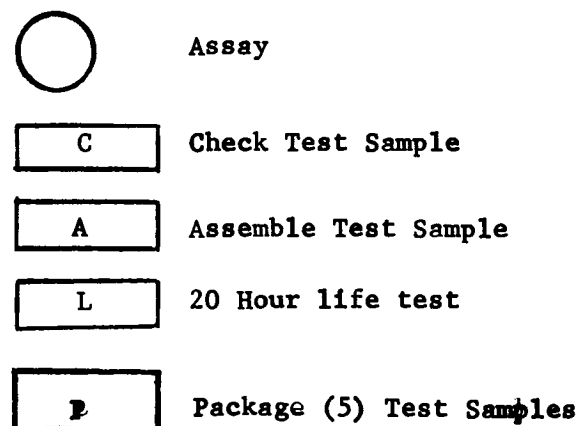 Assay
C Check Test Sample
A Assemble Test Sample
L 20 Hour life test
P Package (5) Test Samples